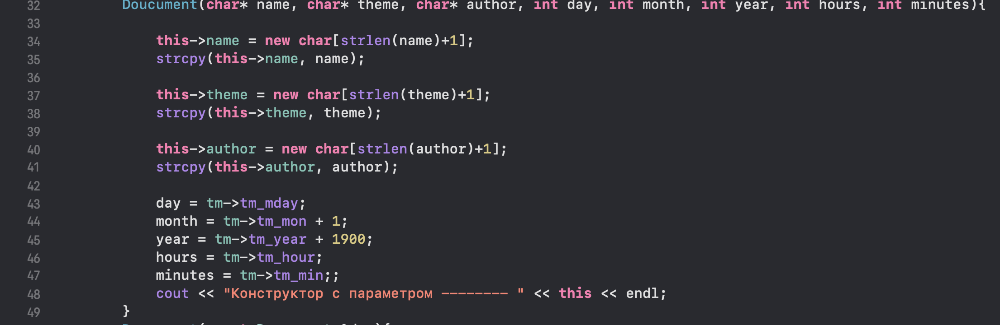 32 Doucument(char* name, char* theme, char* author, int day, int month, int year, int hours, int minutes){
33
34 this->name = new char[strlen(name)+1];
35 strcpy(this->name, name);
36
37 this->theme = new char[strlen(theme)+1];
38 strcpy(this->theme, theme);
39
40 this->author = new char[strlen(author)+1];
41 strcpy(this->author, author);
42
43 day = tm->tm_mday;
44 month = tm->tm_mon + 1;
45 year = tm->tm_year + 1900;
46 hours = tm->tm_hour;
47 minutes = tm->tm_min;;
48 cout << "Конструктор с параметром -------- " << this << endl;
49 }